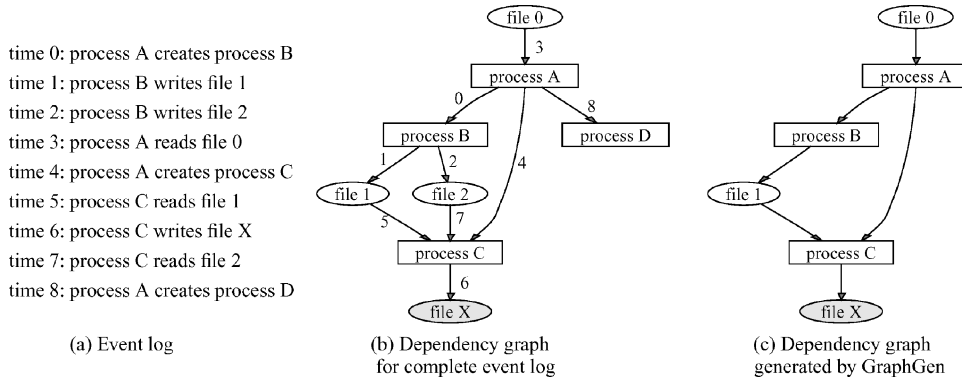 time 0: process A creates process B
time 1: process B writes file 1
time 2: process B writes file 2
time 3: process A reads file 0
time 4: process A creates process C
time 5: process C reads file 1
time 6: process C writes file X
time 7: process C reads file 2
time 8: process A creates process D
(a) Event log
file 0
3
process A
0
8
process B
process D
1
2
4
file 1
file 2
5
7
process C
6
file X
(b) Dependency graph
for complete event log
file 0
process A
process B
file 1
process C
file X
(c) Dependency graph
generated by GraphGen